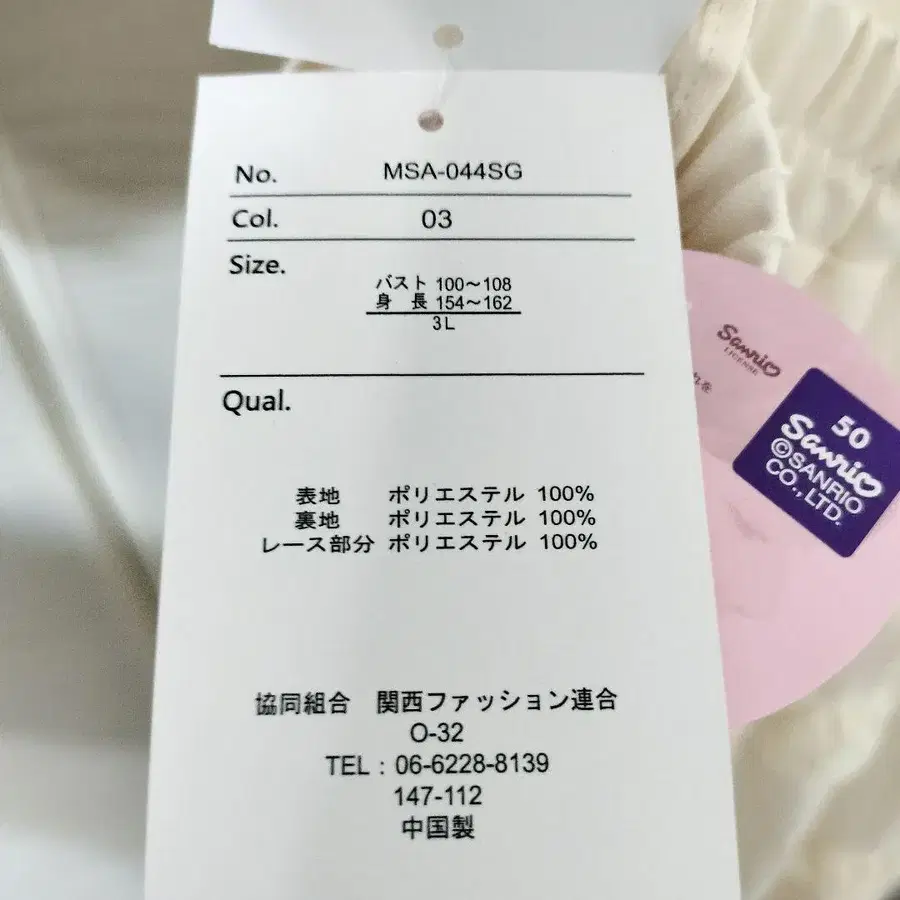 No. MSA-044SG
Col. 03
Size.
バスト 100～108
身 長 154～162
3L
Qual.
表地 ポリエステル 100%
裏地 ポリエステル 100%
レース部分 ポリエステル 100%
協同組合 関西ファッション連合
O-32
TEL : 06-6228-8139
147-112
中国製
Sanrio
LICENSE
れを
50
Sanrio
©SANRIO
CO., LTD.